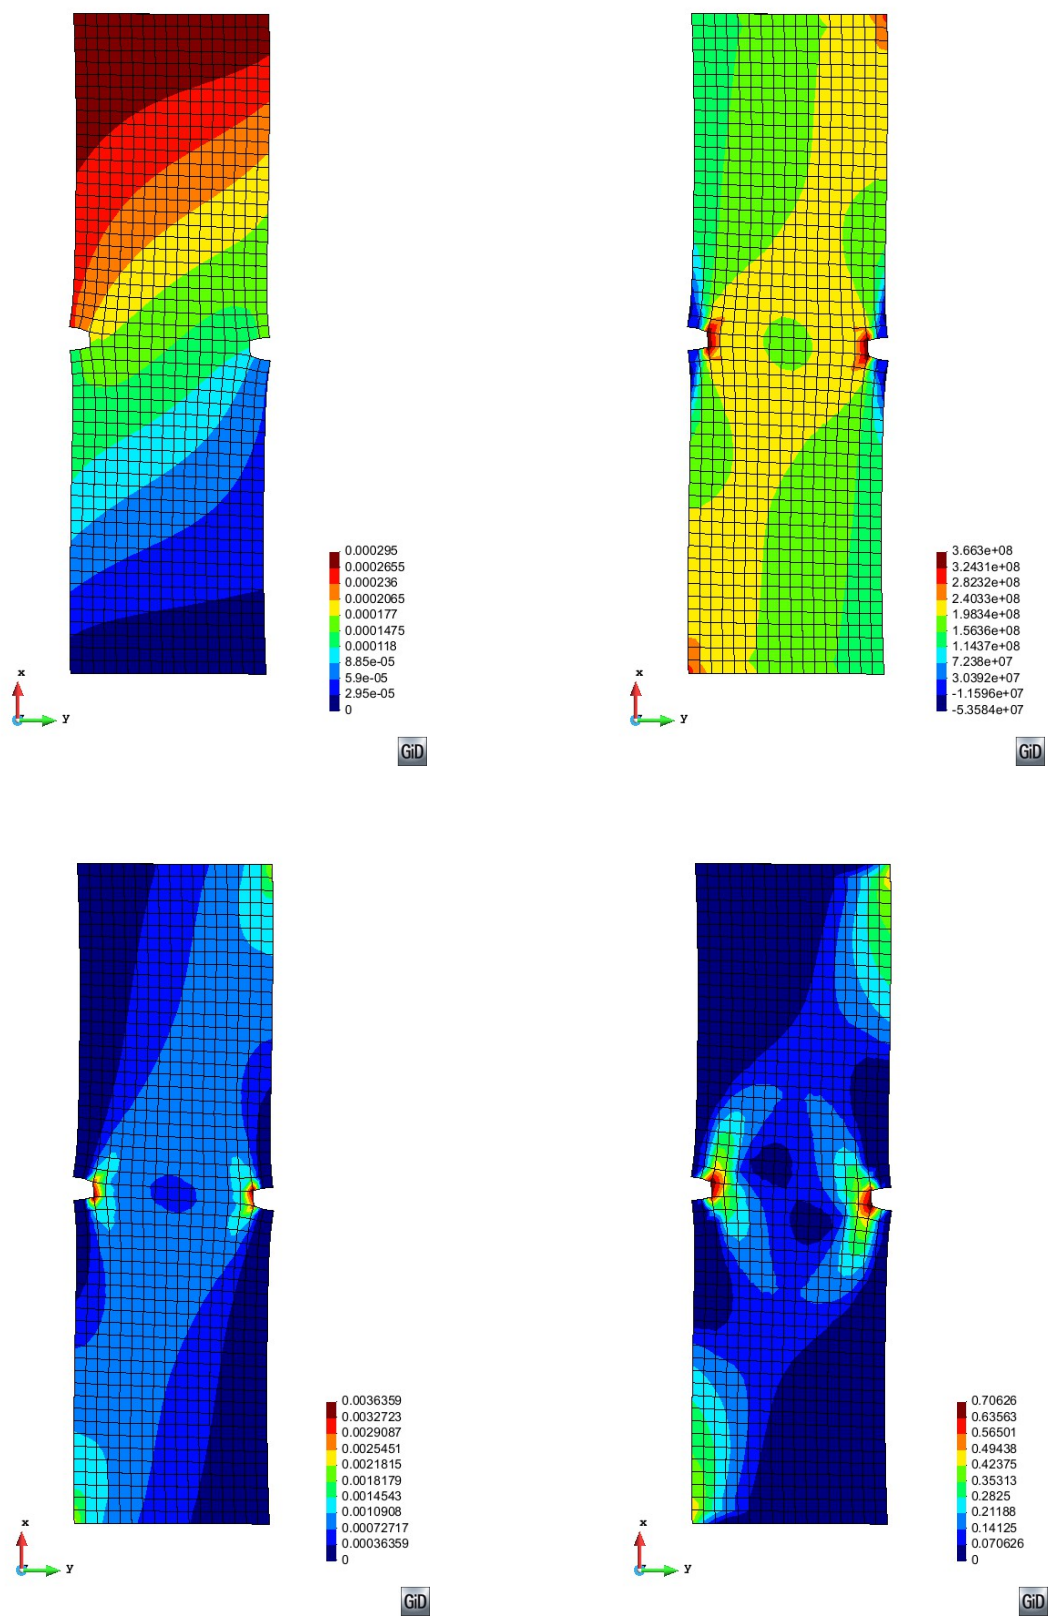 0.000295
0.0002655
0.000236
0.0002065
0.000177
0.0001475
0.000118
8.85e-05
5.9e-05
2.95e-05
0
x
y
GiD
3.663e+08
3.2431e+08
2.8232e+08
2.4033e+08
1.9834e+08
1.5636e+08
1.1437e+08
7.238e+07
3.0392e+07
-1.1596e+07
-5.3584e+07
x
y
GiD
0.0036359
0.0032723
0.0029087
0.0025451
0.0021815
0.0018179
0.0014543
0.0010908
0.00072717
0.00036359
0
x
y
GiD
0.70626
0.63563
0.56501
0.49438
0.42375
0.35313
0.2825
0.21188
0.14125
0.070626
0
x
y
GiD